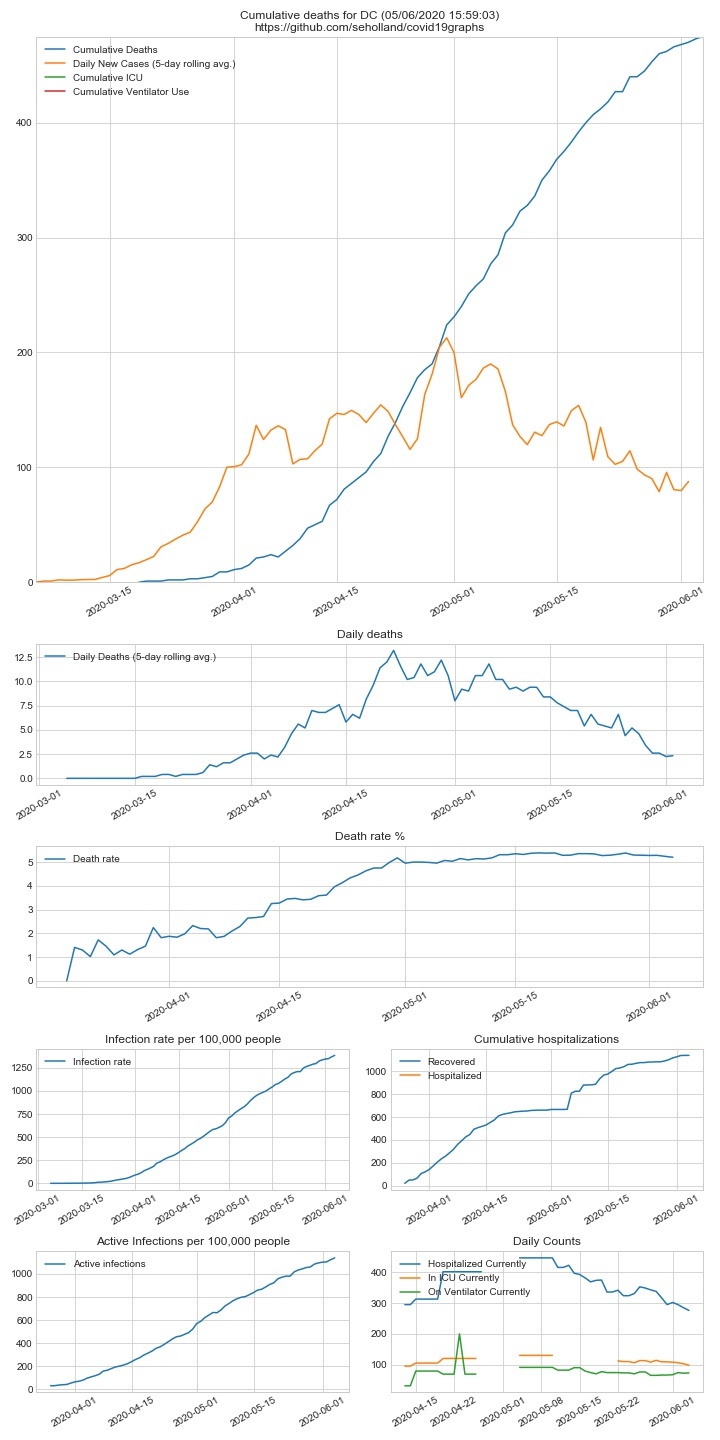 Cumulative deaths for DC (05/06/2020 15:59:03)
https://github.com/seholland/covid19graphs
Cumulative Deaths
Daily New Cases (5-day rolling avg.)
Cumulative ICU
Cumulative Ventilator Use
400
300
200
100
0
2020-03-15 2020-04-01 2020-04-15 2020-05-01 2020-05-15 2020-06-01
Daily deaths
Daily Deaths (5-day rolling avg.)
12.5
10.0
7.5
5.0
2.5
0.0
2020-03-01 2020-03-15 2020-04-01 2020-04-15 2020-05-01 2020-05-15 2020-06-01
Death rate %
Death rate
5
4
3
2
1
0
2020-04-01 2020-04-15 2020-05-01 2020-05-15 2020-06-01
Infection rate per 100,000 people
Infection rate
1250
1000
750
500
250
0
2020-03-01 2020-03-15 2020-04-01 2020-04-15 2020-05-01 2020-05-15 2020-06-01
Cumulative hospitalizations
Recovered
Hospitalized
1000
800
600
400
200
0
2020-04-01 2020-04-15 2020-05-01 2020-05-15 2020-06-01
Active Infections per 100,000 people
Active infections
1000
800
600
400
200
0
2020-04-01 2020-04-15 2020-05-01 2020-05-15 2020-06-01
Daily Counts
Hospitalized Currently
In ICU Currently
On Ventilator Currently
400
300
200
100
2020-04-15 2020-04-22 2020-05-01 2020-05-08 2020-05-15 2020-05-22 2020-06-01